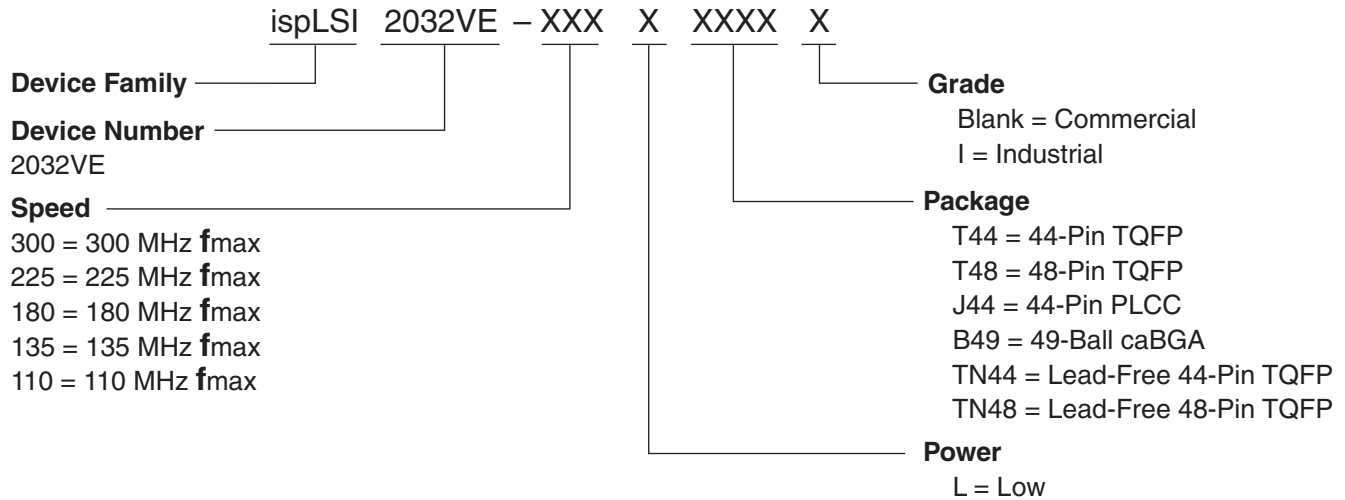 ispLSI 2032VE – XXX X XXXX X
Device Family
Device Number
2032VE
Speed
300 = 300 MHz fmax
225 = 225 MHz fmax
180 = 180 MHz fmax
135 = 135 MHz fmax
110 = 110 MHz fmax
Grade
Blank = Commercial
I = Industrial
Package
T44 = 44-Pin TQFP
T48 = 48-Pin TQFP
J44 = 44-Pin PLCC
B49 = 49-Ball caBGA
TN44 = Lead-Free 44-Pin TQFP
TN48 = Lead-Free 48-Pin TQFP
Power
L = Low